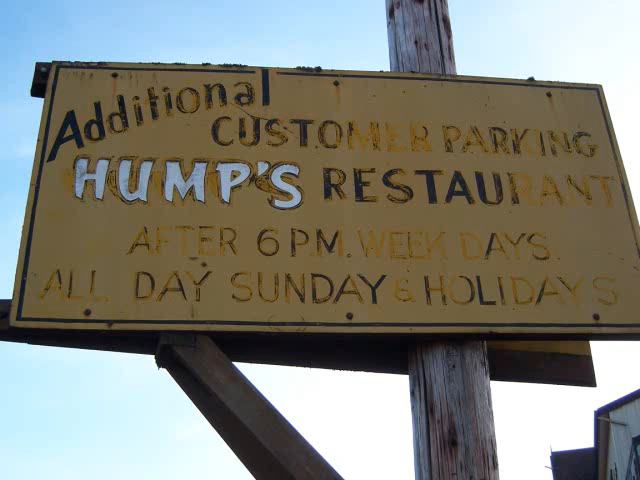 Additional
CUSTOMER PARKING
HUMP'S RESTAURANT
AFTER 6 P.M. WEEK DAYS
ALL DAY SUNDAY & HOLIDAYS